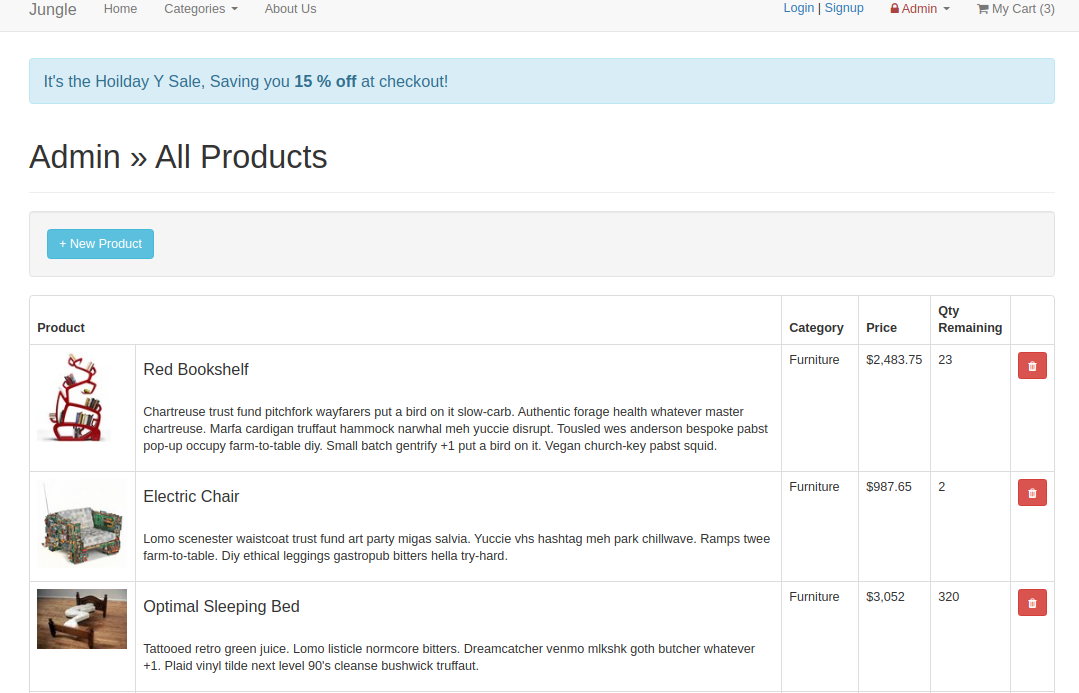 Jungle Home Categories About Us Login | Signup Admin My Cart (3)
It's the Hoilday Y Sale, Saving you 15 % off at checkout!
Admin » All Products
+ New Product
Product Category Price Qty Remaining
Red Bookshelf Furniture $2,483.75 23
Chartreuse trust fund pitchfork wayfarers put a bird on it slow-carb. Authentic forage health whatever master
chartreuse. Marfa cardigan truffaut hammock narwhal meh yuccie disrupt. Tousled wes anderson bespoke pabst
pop-up occupy farm-to-table diy. Small batch gentrify +1 put a bird on it. Vegan church-key pabst squid.
Electric Chair Furniture $987.65 2
Lomo scenester waistcoat trust fund art party migas salvia. Yuccie vhs hashtag meh park chillwave. Ramps twee
farm-to-table. Diy ethical leggings gastropub bitters hella try-hard.
Optimal Sleeping Bed Furniture $3,052 320
Tattooed retro green juice. Lomo listicle normcore bitters. Dreamcatcher venmo mlkshk goth butcher whatever
+1. Plaid vinyl tilde next level 90's cleanse bushwick truffaut.